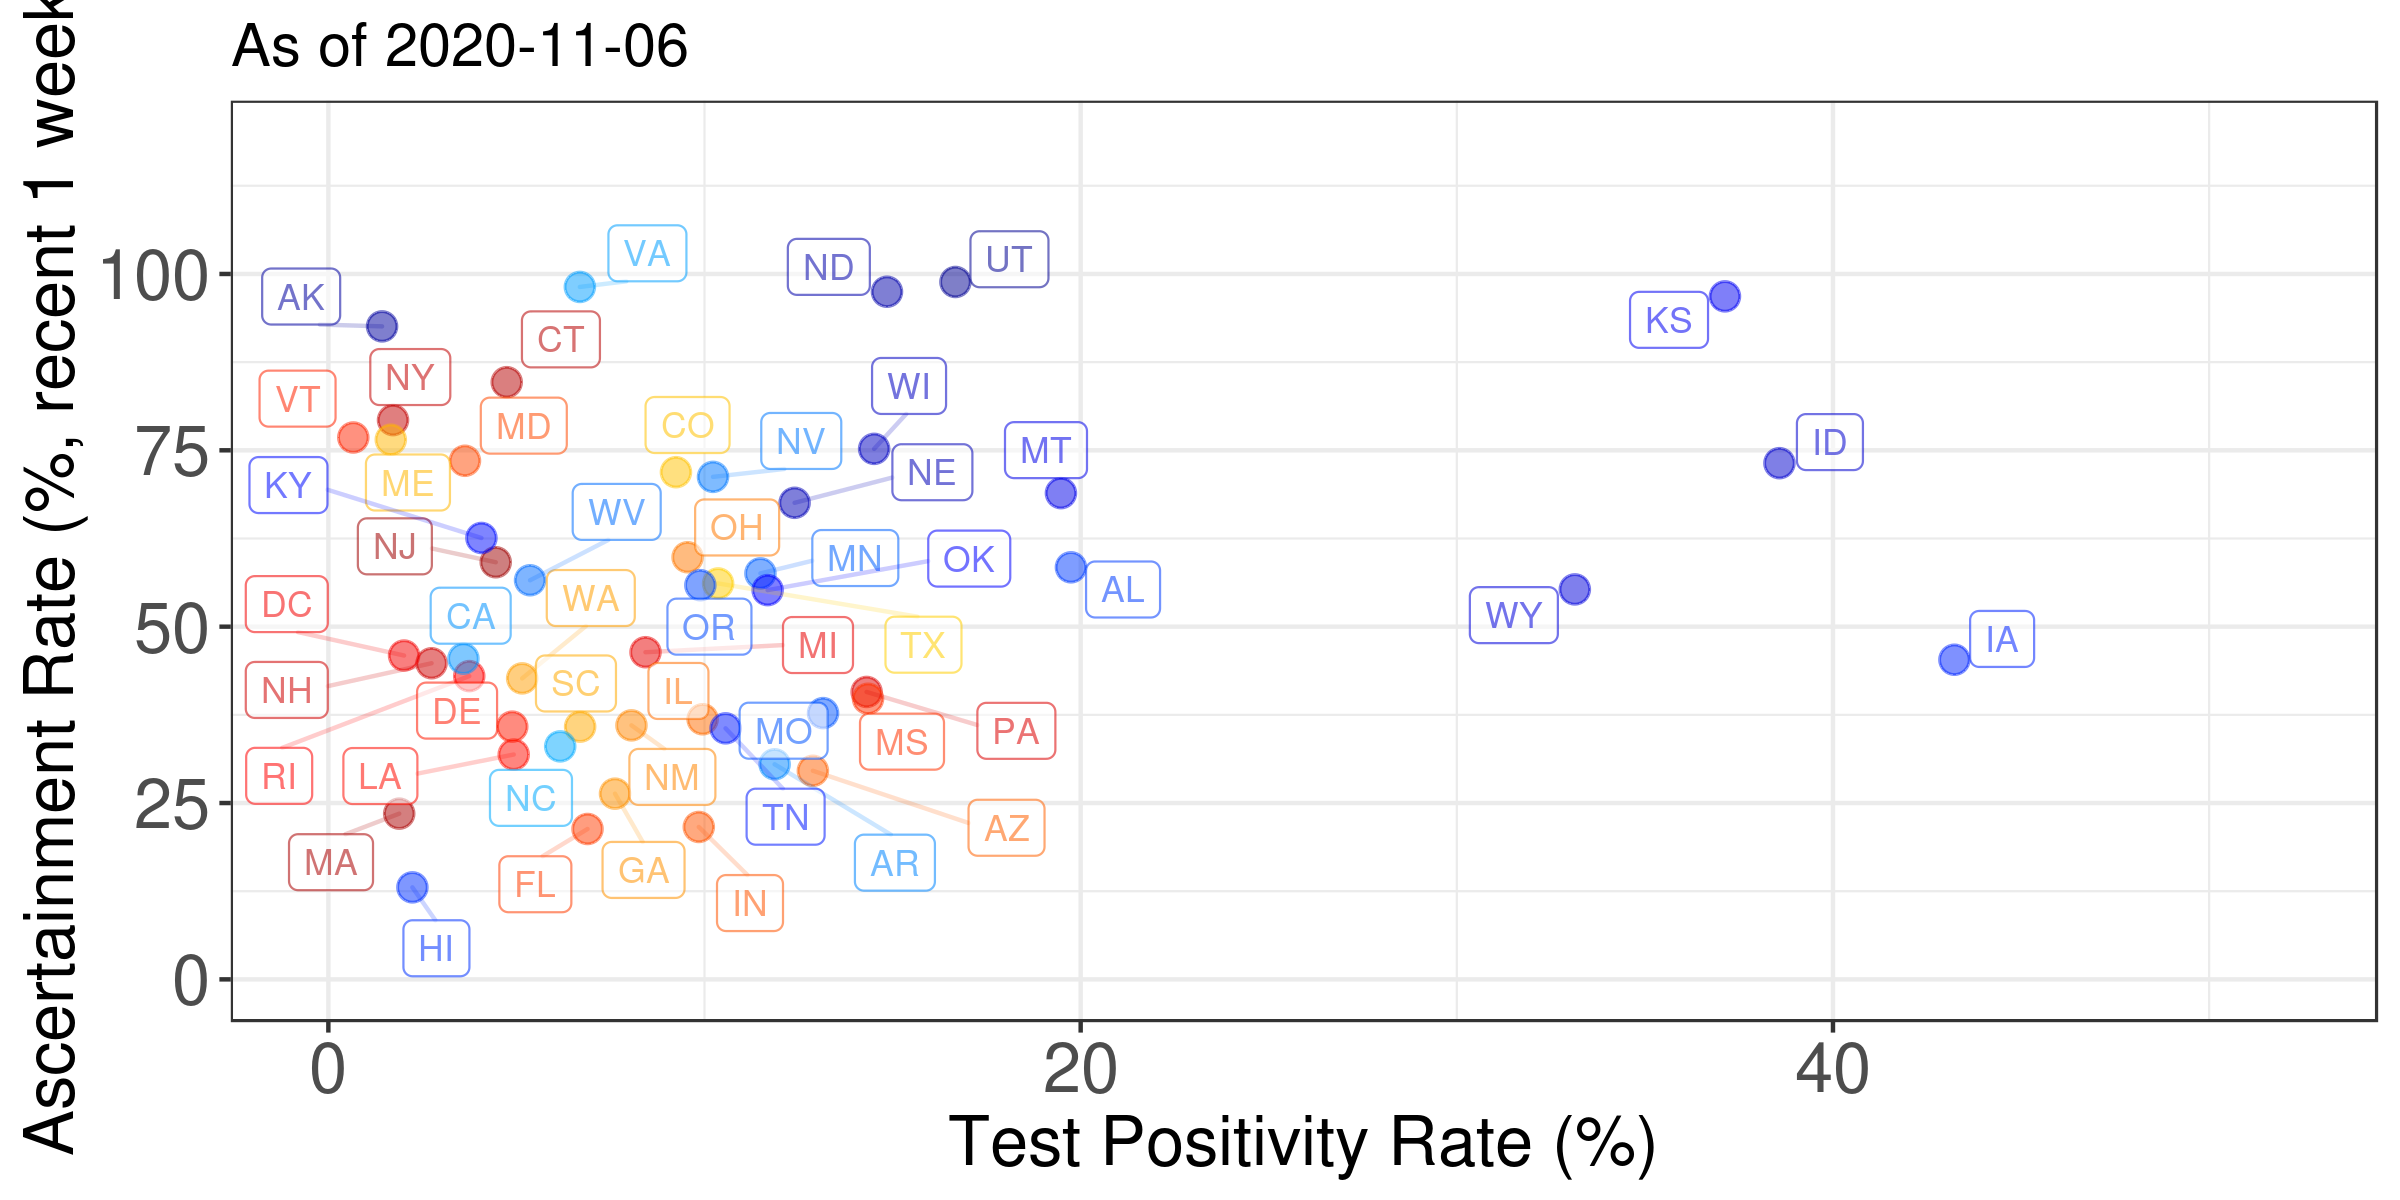 As of 2020-11-06
Ascertainment Rate (%, recent 1 week
100
75
50
25
0
VA
ND
UT
AK
KS
CT
NY
WI
VT
MD
CO
NV
MT
ID
KY
ME
NE
WV
OH
NJ
MN
OK
AL
DC
CA
WA
OR
MI
TX
WY
IA
NH
SC
IL
DE
MO
MS
PA
RI
LA
NC
NM
TN
AZ
MA
FL
GA
AR
IN
HI
0 20 40
Test Positivity Rate (%)